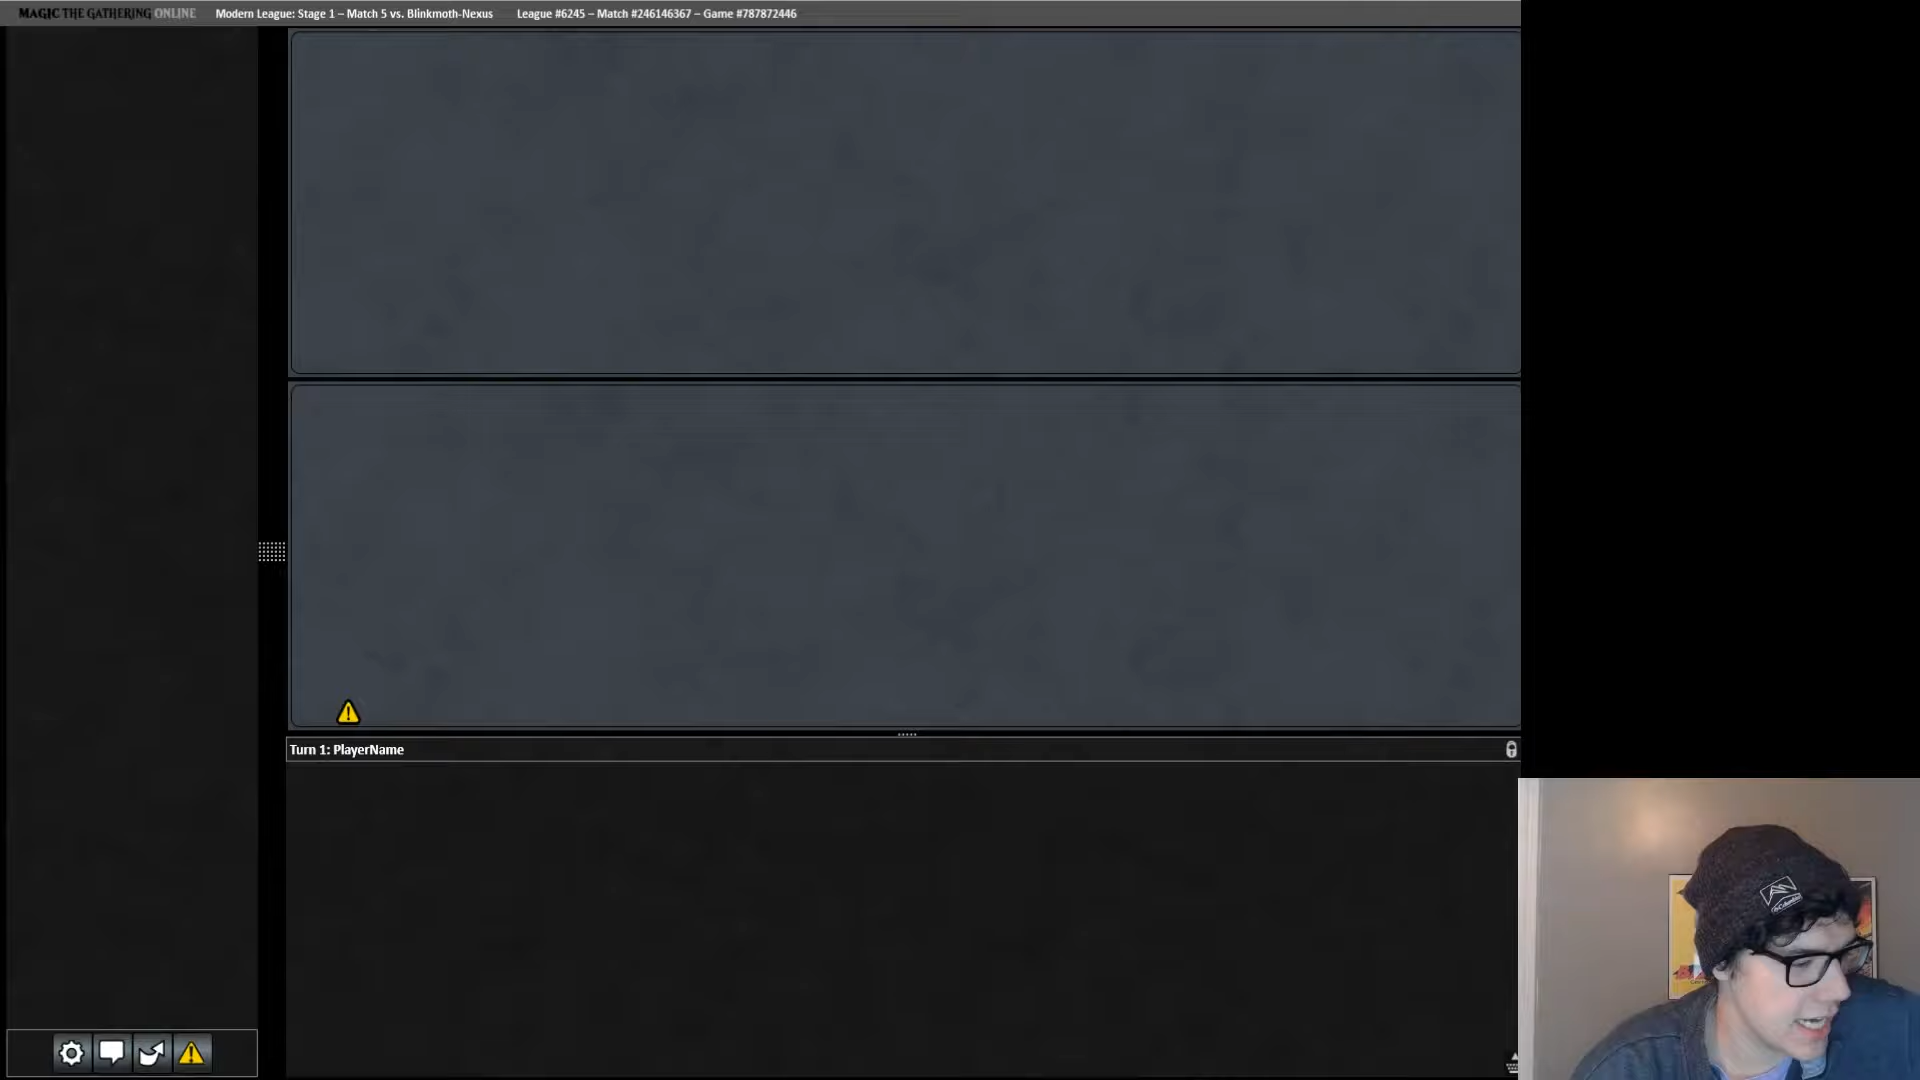 MAGIC THE GATHERING ONLINE
Modern League: Stage 1 – Match 5 vs. Blinkmoth-Nexus
League #6245 – Match #246146367 – Game #787872446
Turn 1: PlayerName